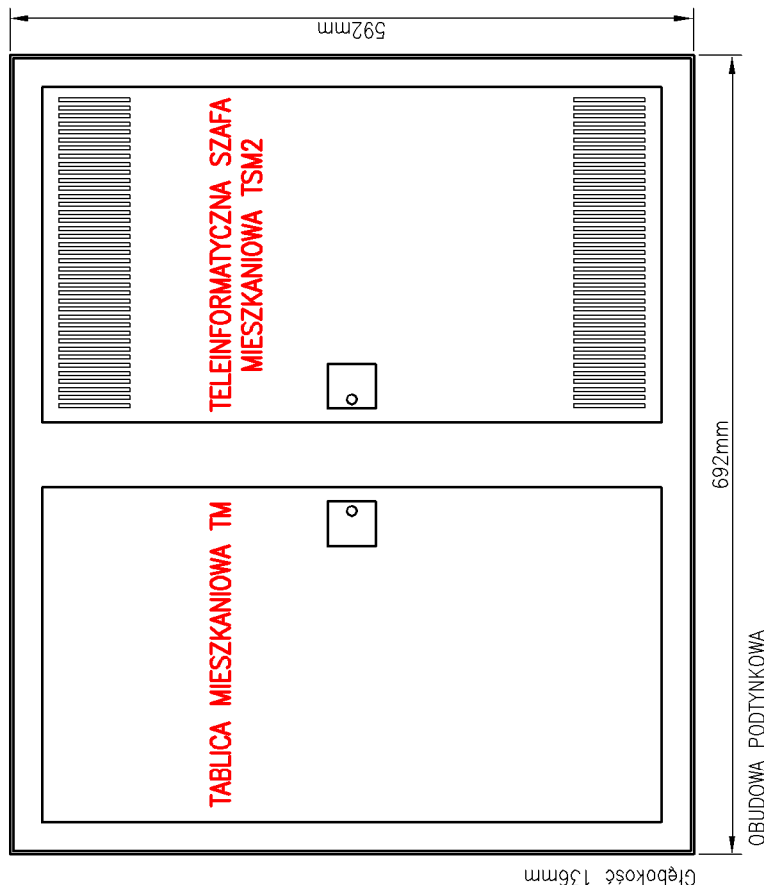 TABLICA MIESZKANIOWA TM
TELEINFORMATYCZNA SZAFA
MIESZKANIOWA TSM2
592mm
692mm
OBUDOWA PODTYNKOWA
Głębokość 136mm